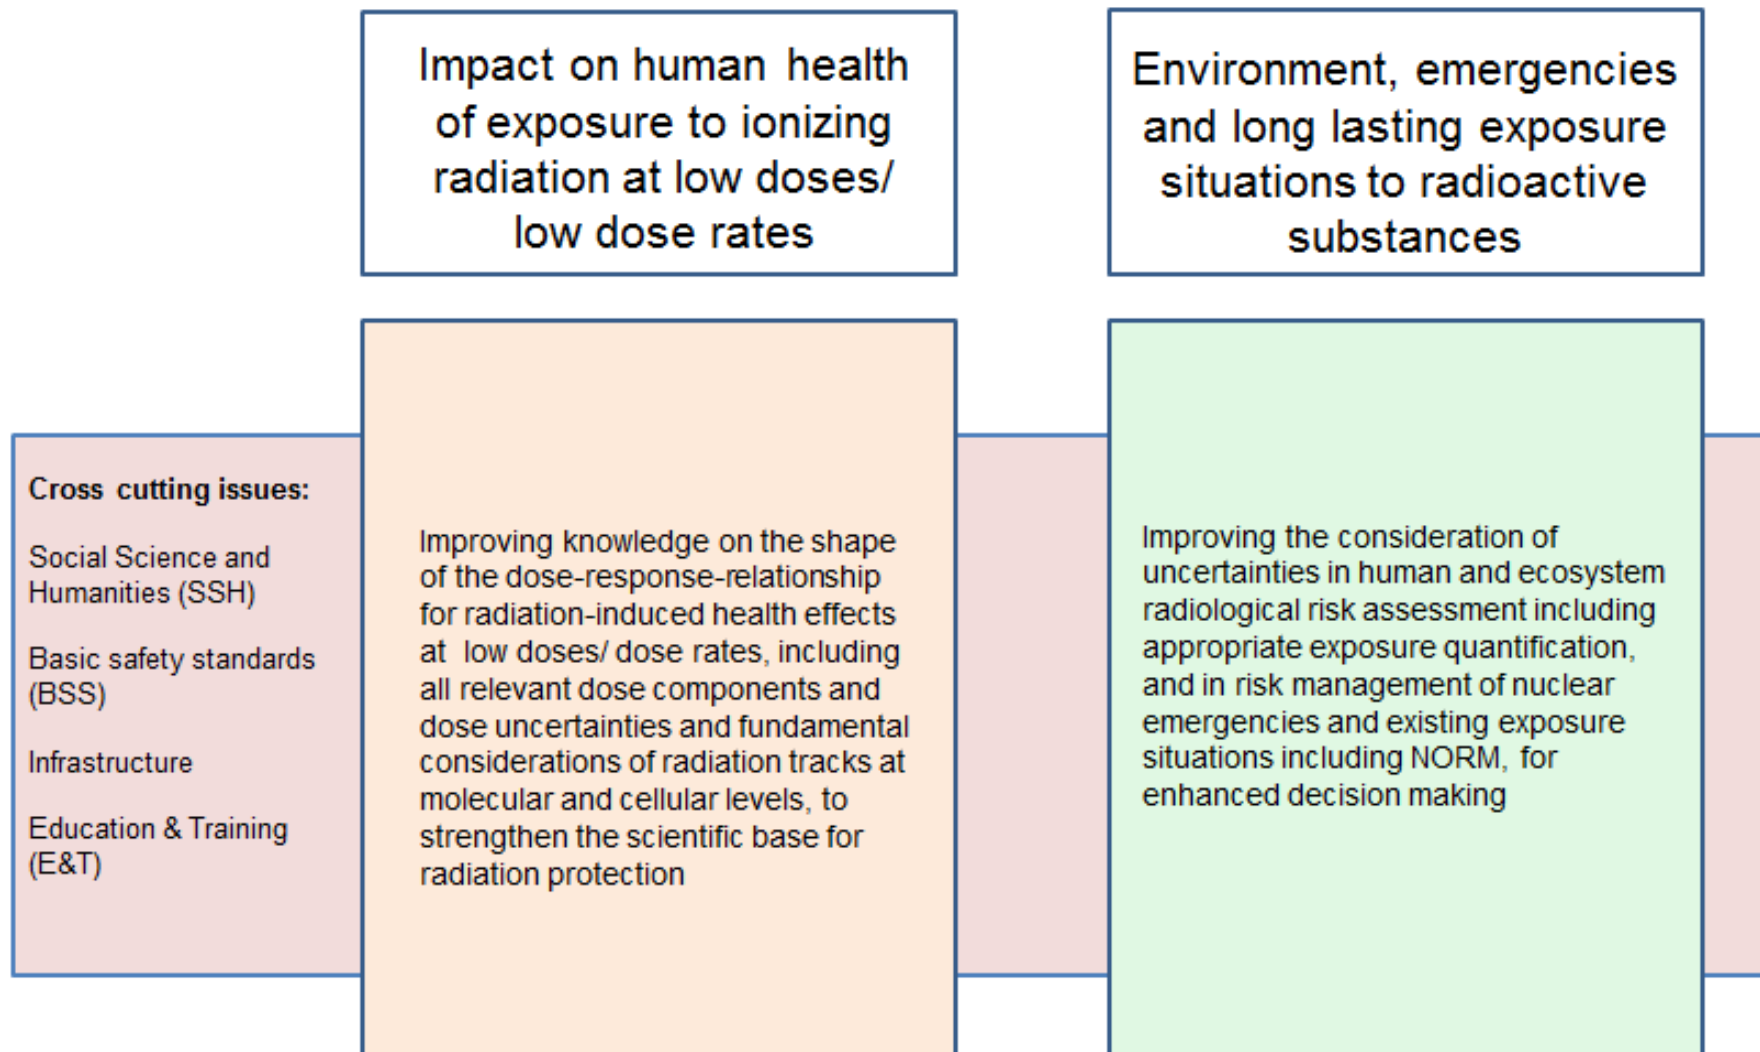 Impact on human health
of exposure to ionizing
radiation at low doses/
low dose rates
Environment, emergencies
and long lasting exposure
situations to radioactive
substances
Cross cutting issues:
Social Science and
Humanities (SSH)
Basic safety standards
(BSS)
Infrastructure
Education & Training
(E&T)
Improving knowledge on the shape
of the dose-response-relationship
for radiation-induced health effects
at low doses/ dose rates, including
all relevant dose components and
dose uncertainties and fundamental
considerations of radiation tracks at
molecular and cellular levels, to
strengthen the scientific base for
radiation protection
Improving the consideration of
uncertainties in human and ecosystem
radiological risk assessment including
appropriate exposure quantification,
and in risk management of nuclear
emergencies and existing exposure
situations including NORM, for
enhanced decision making